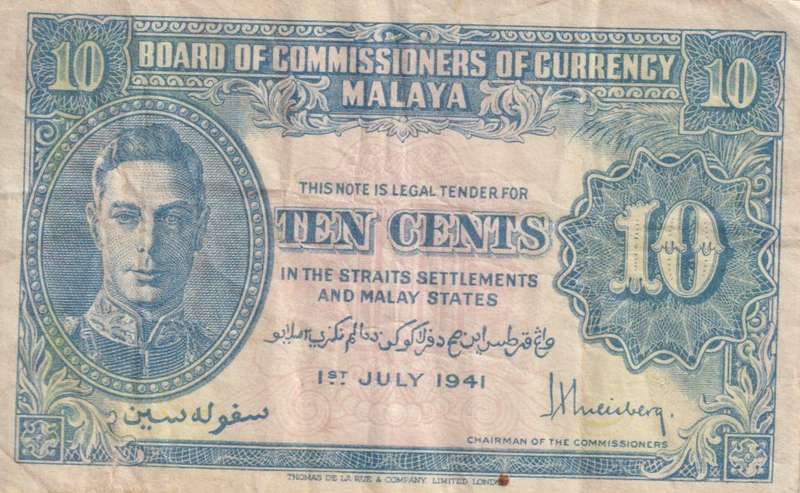 10 BOARD OF COMMISSIONERS OF CURRENCY 10
MALAYA
THIS NOTE IS LEGAL TENDER FOR
TEN CENTS
10
IN THE STRAITS SETTLEMENTS
AND MALAY STATES
1ST JULY 1941
سفوله سين
CHAIRMAN OF THE COMMISSIONERS
THOMAS DE LA RUE & COMPANY, LIMITED LONDON